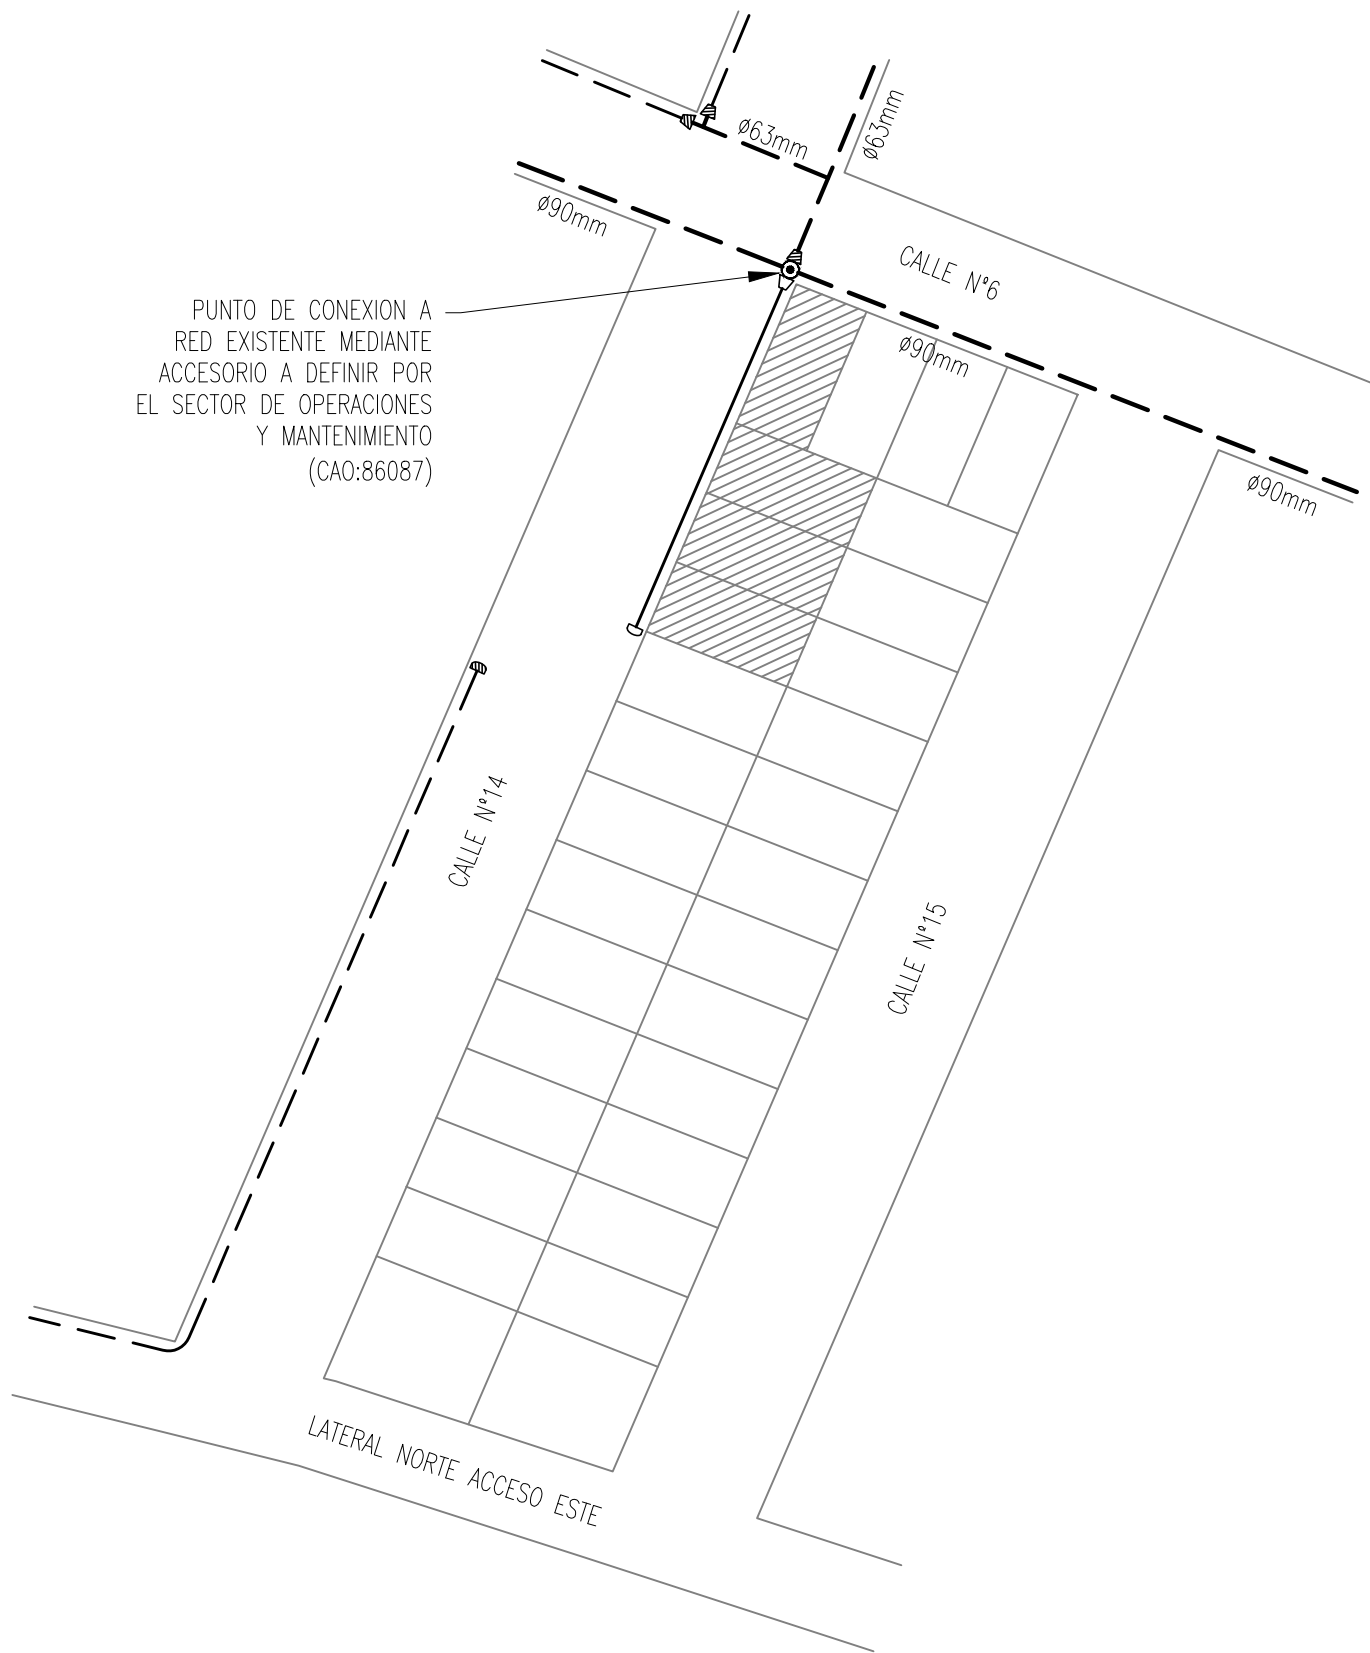 ø63mm
ø63mm
ø90mm
CALLE N°6
PUNTO DE CONEXION A
RED EXISTENTE MEDIANTE
ACCESORIO A DEFINIR POR
EL SECTOR DE OPERACIONES
Y MANTENIMIENTO
(CAO:86087)
ø90mm
ø90mm
CALLE N°14
CALLE N°15
LATERAL NORTE ACCESO ESTE